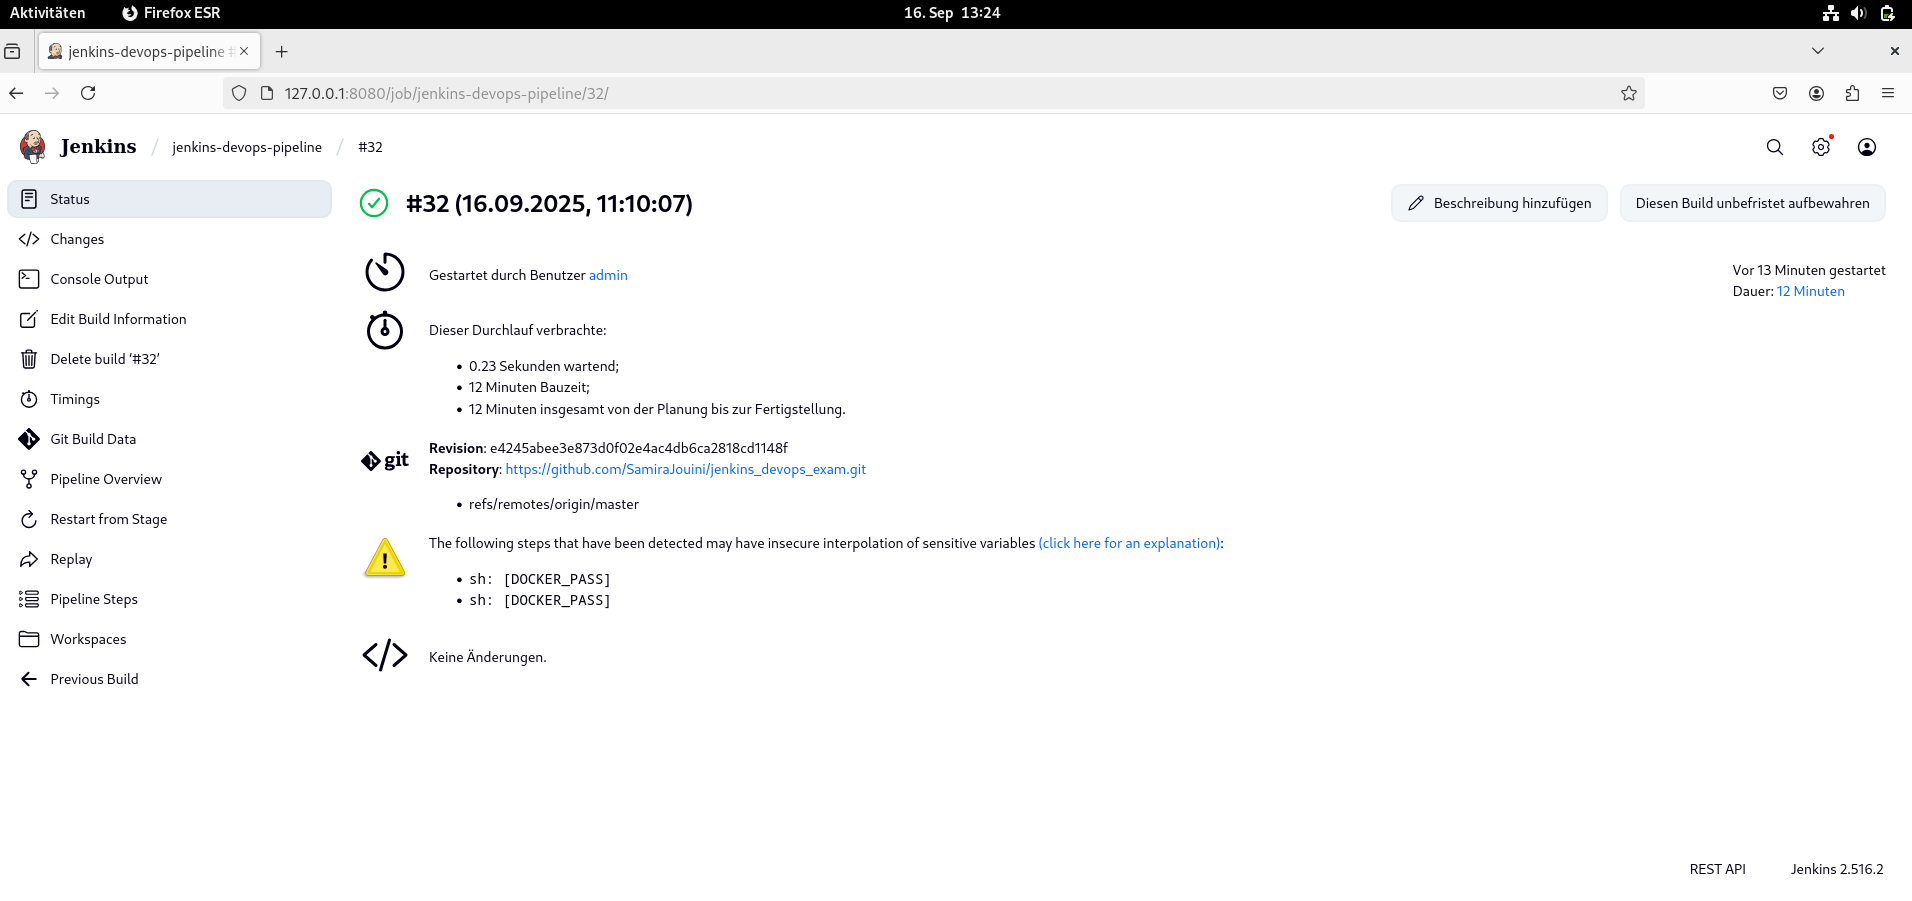 Aktivitäten Firefox ESR 16. Sep 13:24
jenkins-devops-pipeline #
127.0.0.1:8080/job/jenkins-devops-pipeline/32/
Jenkins / jenkins-devops-pipeline / #32
Status
Changes
Console Output
Edit Build Information
Delete build ‘#32’
Timings
Git Build Data
Pipeline Overview
Restart from Stage
Replay
Pipeline Steps
Workspaces
Previous Build
#32 (16.09.2025, 11:10:07)
Beschreibung hinzufügen
Diesen Build unbefristet aufbewahren
Gestartet durch Benutzer admin
Vor 13 Minuten gestartet
Dauer: 12 Minuten
Dieser Durchlauf verbrachte:
• 0.23 Sekunden wartend;
• 12 Minuten Bauzeit;
• 12 Minuten insgesamt von der Planung bis zur Fertigstellung.
git
Revision: e4245abee3e873d0f02e4ac4db6ca2818cd1148f
Repository: https://github.com/SamiraJouini/jenkins_devops_exam.git
• refs/remotes/origin/master
The following steps that have been detected may have insecure interpolation of sensitive variables (click here for an explanation):
• sh: [DOCKER_PASS]
• sh: [DOCKER_PASS]
Keine Änderungen.
REST API Jenkins 2.516.2